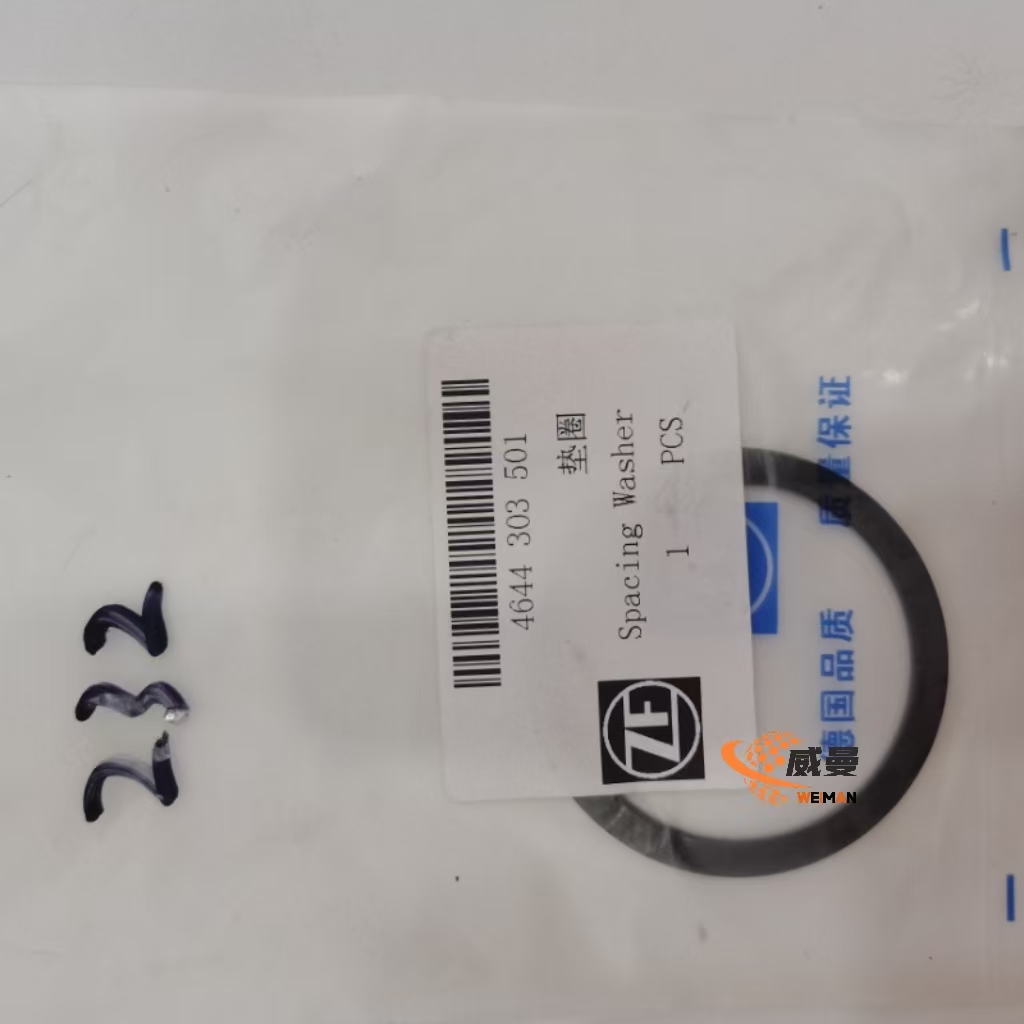 232
4644 303 501
垫圈
Spacing Washer
1 PCS
ZF
德国品质 质量保证
威曼
WEIMAN